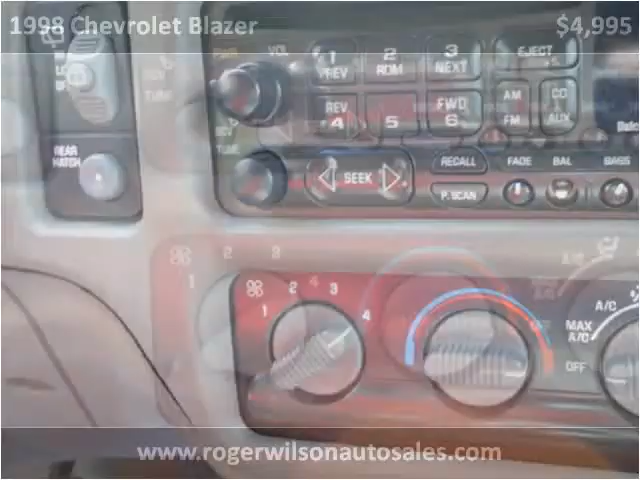 1998 Chevrolet Blazer
$4,995
VOL
1
PREV
2
RDM
3
NEXT
EJECT
REV
4
5
FWD
6
AM
FM
CD
AUX
TUNE
SEEK
RECALL
P.SCAN
FADE
BAL
BASS
REAR
HATCH
1
2
3
4
MAX
A/C
A/C
OFF
www.rogerwilsonautosales.com